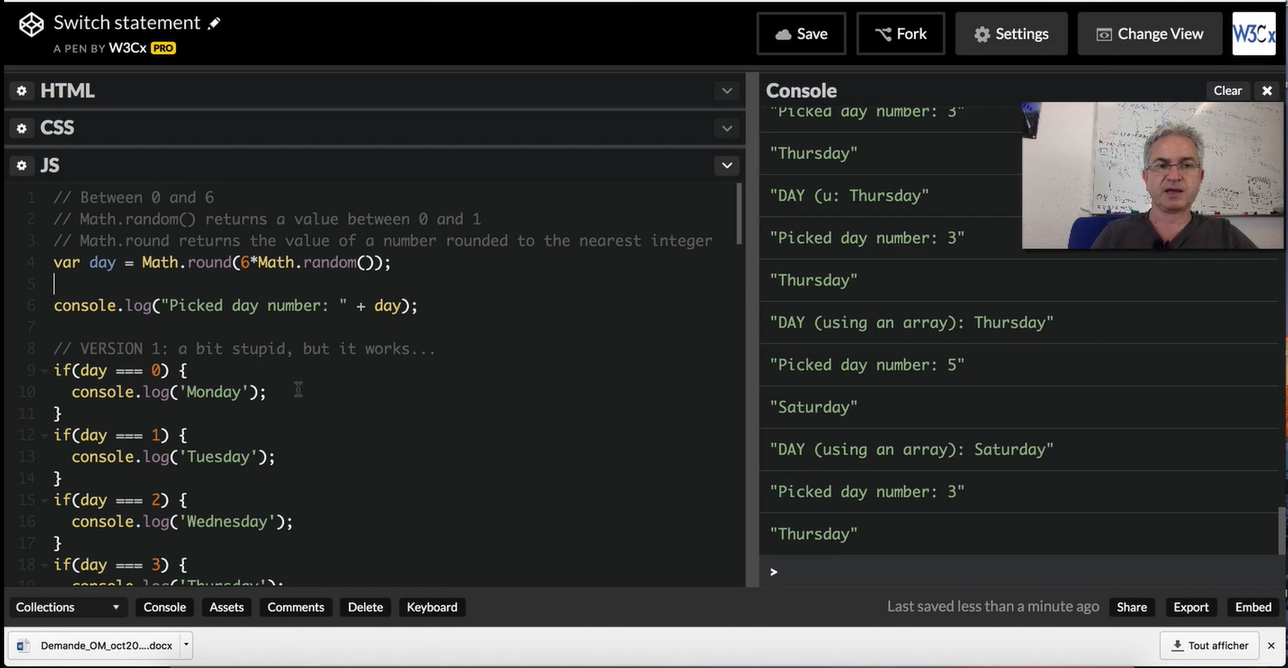 Switch statement
A PEN BY W3Cx PRO
Save
Fork
Settings
Change View
W3Cx
HTML
CSS
JS
1 // Between 0 and 6
2 // Math.random() returns a value between 0 and 1
3 // Math.round returns the value of a number rounded to the nearest integer
4 var day = Math.round(6*Math.random());
5
6 console.log("Picked day number: " + day);
7
8 // VERSION 1: a bit stupid, but it works...
9 if(day === 0) {
10 console.log('Monday');
11 }
12 if(day === 1) {
13 console.log('Tuesday');
14 }
15 if(day === 2) {
16 console.log('Wednesday');
17 }
18 if(day === 3) {
19 console.log('Thursday');
Console
Clear
"Picked day number: 3"
"Thursday"
"DAY (u: Thursday"
"Picked day number: 3"
"Thursday"
"DAY (using an array): Thursday"
"Picked day number: 5"
"Saturday"
"DAY (using an array): Saturday"
"Picked day number: 3"
"Thursday"
>
Collections
Console
Assets
Comments
Delete
Keyboard
Last saved less than a minute ago
Share
Export
Embed
Demande_OM_oct20....docx
Tout afficher